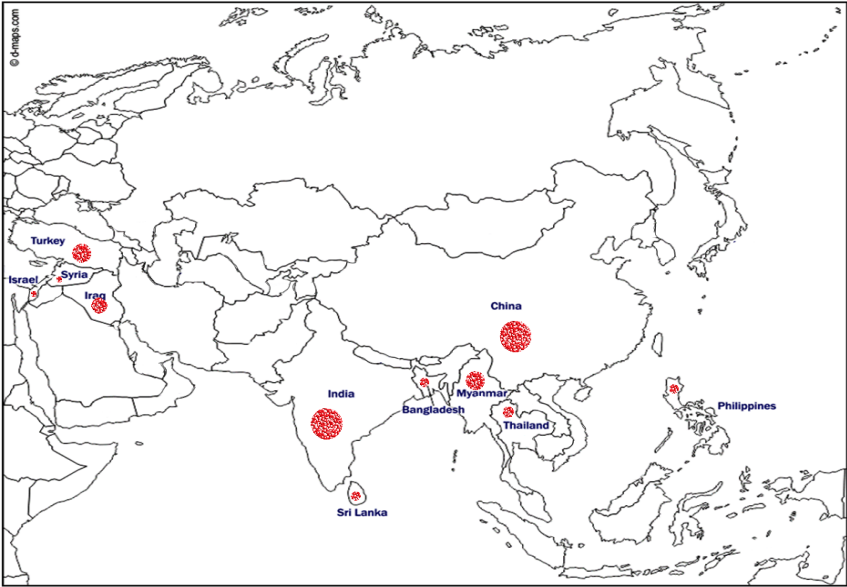 © d-maps.com
Turkey
Syria
Israel
Iraq
China
India
Myanmar
Bangladesh
Philippines
Thailand
Sri Lanka